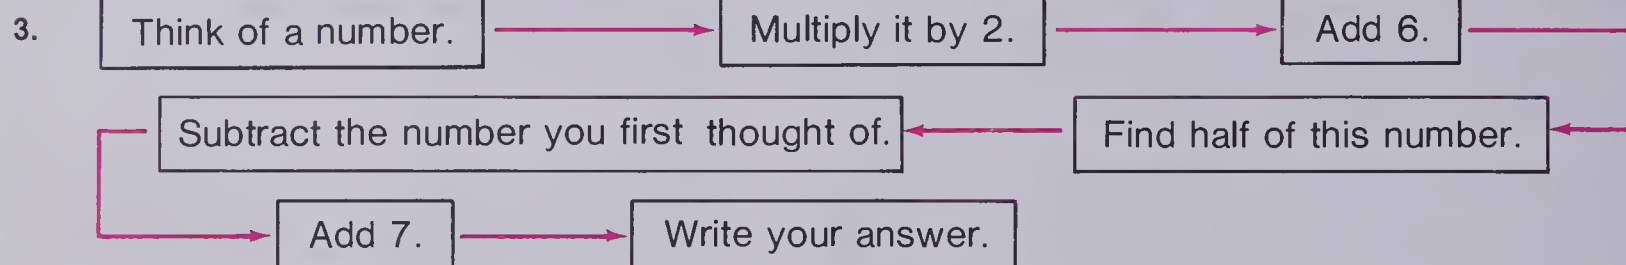 3. Think of a number. Multiply it by 2. Add 6.
Subtract the number you first thought of. Find half of this number.
Add 7. Write your answer.